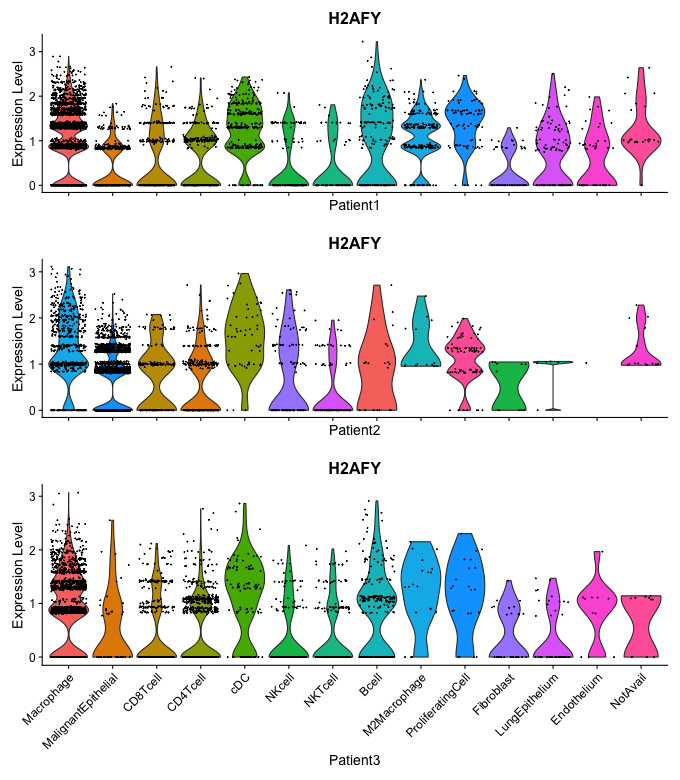 H2AFY
Expression Level
3
2
1
0
Patient1
H2AFY
Expression Level
3
2
1
0
Patient2
H2AFY
Expression Level
3
2
1
0
Macrophage
MalignantEpithelial
CD8Tcell
CD4Tcell
cDC
NKcell
NKTcell
Bcell
M2Macrophage
ProliferatingCell
Fibroblast
LungEpithelium
Endothelium
NotAvail
Patient3